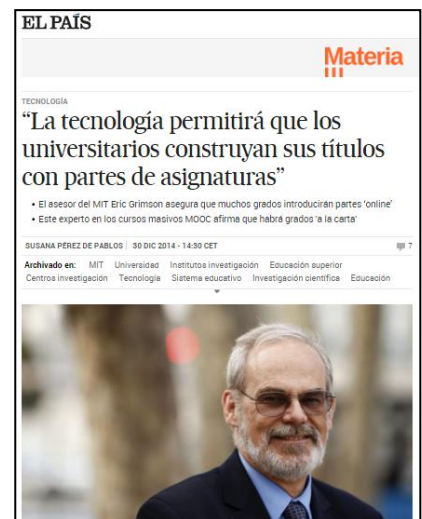 EL PAÍS
Materia
TECNOLOGÍA
“La tecnología permitirá que los
universitarios construyan sus títulos
con partes de asignaturas”
• El asesor del MIT Eric Grimson asegura que muchos grados introducirán partes ‘online’
• Este experto en los cursos masivos MOOC afirma que habrá grados ‘a la carta’
SUSANA PÉREZ DE PABLOS | 30 DIC 2014 - 14:30 CET 7
Archivado en: MIT Universidad Institutos investigación Educación superior
Centros investigación Tecnología Sistema educativo Investigación científica Educación